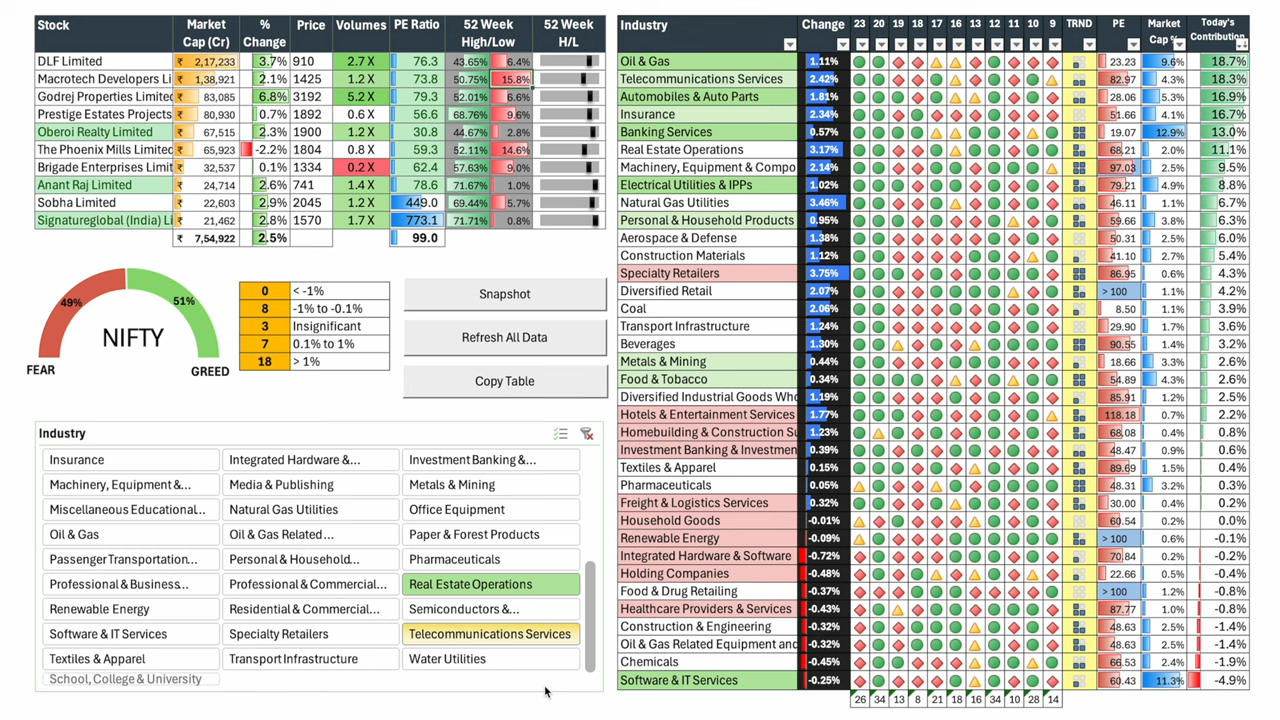 Stock Market Cap (Cr) % Change Price Volumes PE Ratio 52 Week High/Low 52 Week H/L
DLF Limited ₹ 2,17,233 3.7% 910 2.7 X 76.3 43.65% 6.4%
Macrotech Developers Li ₹ 1,38,921 2.1% 1425 1.2 X 73.8 50.75% 15.8%
Godrej Properties Limited ₹ 83,085 6.8% 3192 5.2 X 79.3 52.01% 6.6%
Prestige Estates Projects ₹ 80,930 0.7% 1892 0.6 X 56.6 68.76% 9.6%
Oberoi Realty Limited ₹ 67,515 2.3% 1900 1.2 X 30.8 44.67% 2.8%
The Phoenix Mills Limited ₹ 65,923 -2.2% 1804 0.8 X 59.3 52.11% 14.6%
Brigade Enterprises Limi ₹ 32,537 0.1% 1334 0.2 X 62.4 57.63% 9.0%
Anant Raj Limited ₹ 24,714 2.6% 741 1.4 X 78.6 71.67% 1.0%
Sobha Limited ₹ 22,603 2.9% 2045 1.2 X 449.0 69.44% 5.7%
Signatureglobal (India) Li ₹ 21,462 2.8% 1570 1.7 X 773.1 71.71% 0.8%
₹ 7,54,922 2.5% 99.0
49% 51%
NIFTY
FEAR GREED
0 < -1%
8 -1% to -0.1%
3 Insignificant
7 0.1% to 1%
18 > 1%
Snapshot
Refresh All Data
Copy Table
Industry
Insurance Integrated Hardware &... Investment Banking &...
Machinery, Equipment &... Media & Publishing Metals & Mining
Miscellaneous Educational... Natural Gas Utilities Office Equipment
Oil & Gas Oil & Gas Related... Paper & Forest Products
Passenger Transportation... Personal & Household... Pharmaceuticals
Professional & Business... Professional & Commercial... Real Estate Operations
Renewable Energy Residential & Commercial... Semiconductors &...
Software & IT Services Specialty Retailers Telecommunications Services
Textiles & Apparel Transport Infrastructure Water Utilities
School, College & University
Industry Change 23 20 19 18 17 16 13 12 11 10 9 TRND PE Market Cap % Today's Contribution
Oil & Gas 1.11% 23.23 9.6% 18.7%
Telecommunications Services 2.42% 82.97 4.3% 18.3%
Automobiles & Auto Parts 1.81% 28.06 5.3% 16.9%
Insurance 2.34% 51.66 4.1% 16.7%
Banking Services 0.57% 19.07 12.9% 13.0%
Real Estate Operations 3.17% 68.21 2.0% 11.1%
Machinery, Equipment & Compo 2.14% 97.03 2.5% 9.5%
Electrical Utilities & IPPs 1.02% 79.21 4.9% 8.8%
Natural Gas Utilities 3.46% 46.11 1.1% 6.7%
Personal & Household Products 0.95% 59.66 3.8% 6.3%
Aerospace & Defense 1.38% 50.31 2.5% 6.0%
Construction Materials 1.12% 41.10 2.7% 5.4%
Specialty Retailers 3.75% 86.95 0.6% 4.3%
Diversified Retail 2.07% > 100 1.1% 4.2%
Coal 2.06% 8.50 1.1% 3.9%
Transport Infrastructure 1.24% 29.90 1.7% 3.6%
Beverages 1.30% 90.55 1.4% 3.2%
Metals & Mining 0.44% 18.66 3.3% 2.6%
Food & Tobacco 0.34% 54.89 4.3% 2.6%
Diversified Industrial Goods Who 1.19% 85.91 1.2% 2.5%
Hotels & Entertainment Services 1.77% 118.18 0.7% 2.2%
Homebuilding & Construction Su 1.23% 68.08 0.4% 0.8%
Investment Banking & Investmen 0.39% 48.47 0.9% 0.6%
Textiles & Apparel 0.15% 89.69 1.5% 0.4%
Pharmaceuticals 0.05% 48.31 3.2% 0.3%
Freight & Logistics Services 0.32% 30.00 0.4% 0.2%
Household Goods -0.01% 60.54 0.2% 0.0%
Renewable Energy -0.09% > 100 0.6% -0.1%
Integrated Hardware & Software -0.72% 70.84 0.2% -0.2%
Holding Companies -0.48% 22.66 0.5% -0.4%
Food & Drug Retailing -0.37% > 100 1.2% -0.8%
Healthcare Providers & Services -0.43% 87.77 1.1% -0.8%
Construction & Engineering -0.32% 48.63 2.5% -1.4%
Oil & Gas Related Equipment and -0.32% 48.63 2.5% -1.4%
Chemicals -0.45% 66.53 2.4% -1.9%
Software & IT Services -0.25% 60.43 11.3% -4.9%
26 34 13 8 21 18 16 34 10 28 14